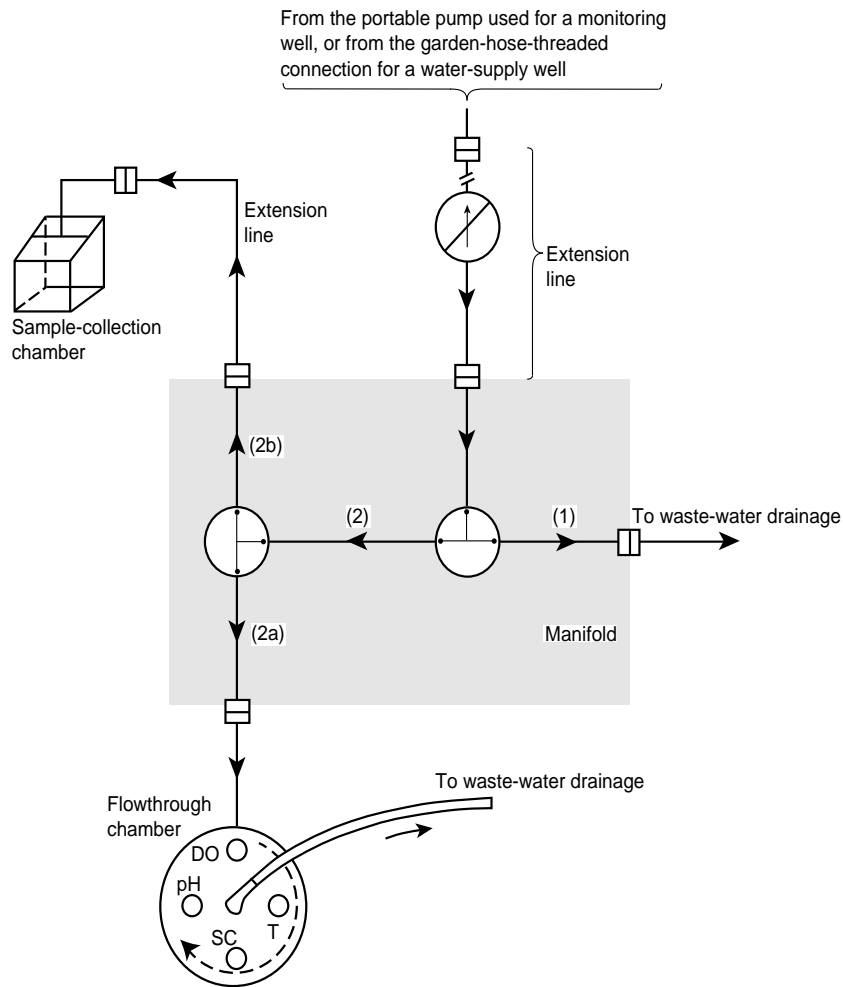 From the portable pump used for a monitoring
well, or from the garden-hose-threaded
connection for a water-supply well
Extension
line
Extension
line
Sample-collection
chamber
(2b)
(2)
(1)
To waste-water drainage
(2a)
Manifold
To waste-water drainage
Flowthrough
chamber
DO
pH
SC
T